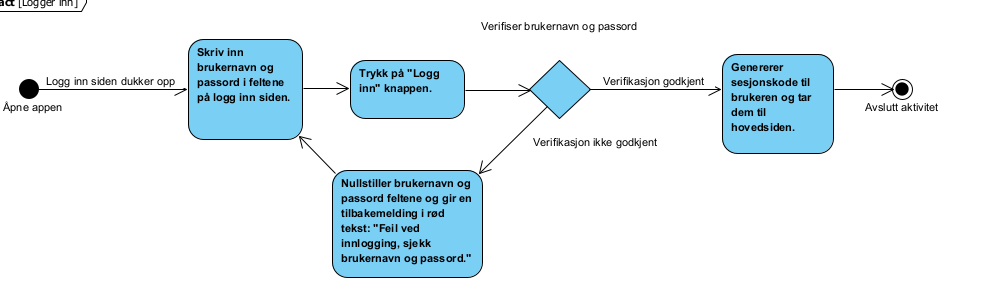 act [Logger inn]
Verifiser brukernavn og passord
Skriv inn
brukernavn og
passord i feltene
på logg inn siden.
Logg inn siden dukker opp
Åpne appen
Trykk på "Logg
inn" knappen.
Verifikasjon godkjent
Genererer
sesjonskode til
brukeren og tar
dem til
hovedsiden.
Avslutt aktivitet
Verifikasjon ikke godkjent
Nullstiller brukernavn og
passord feltene og gir en
tilbakemelding i rød
tekst: "Feil ved
innlogging, sjekk
brukernavn og passord."